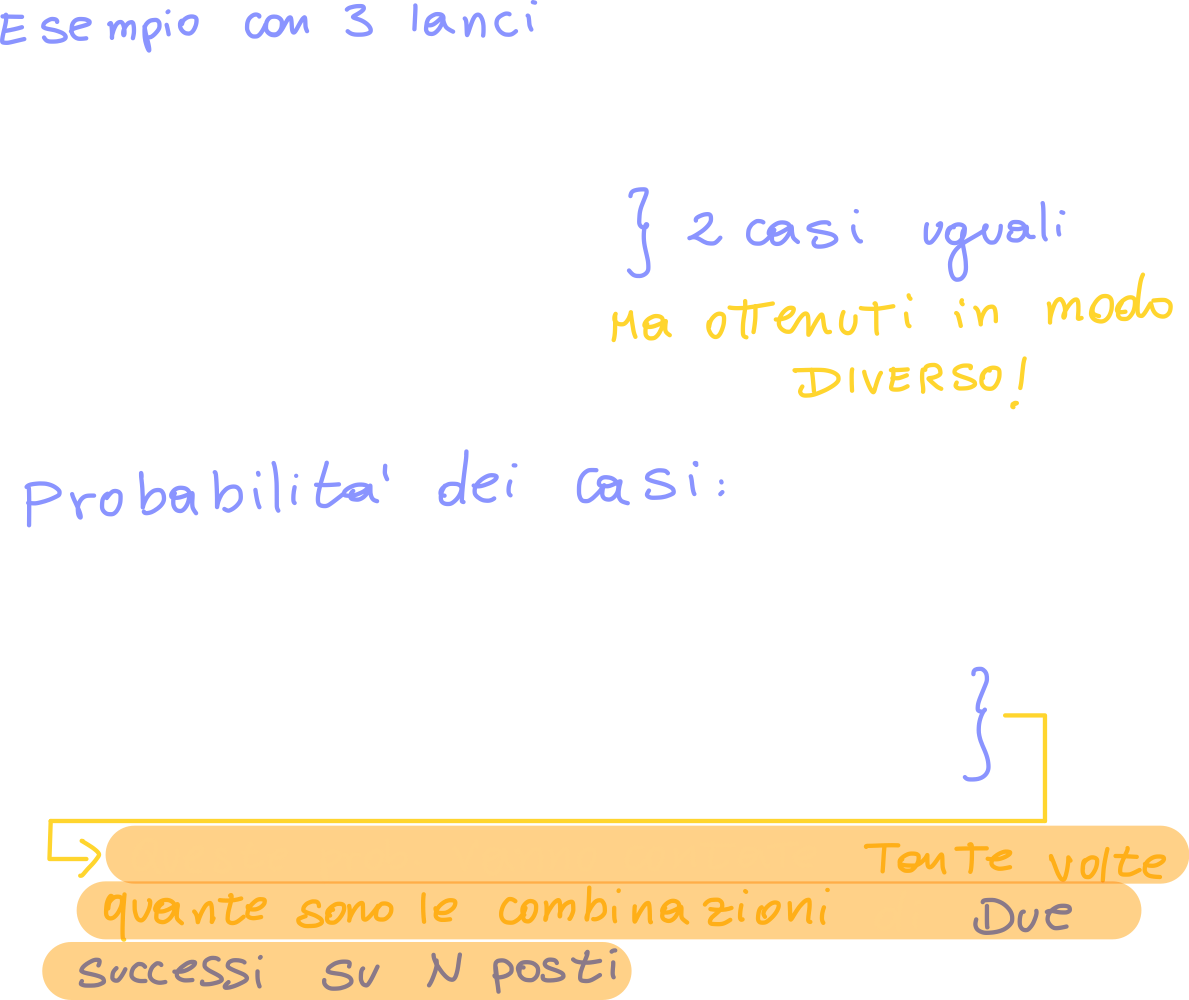 Esempio con 3 lanci
} 2 casi uguali
Ma ottenuti in modo
DIVERSO!
Probabilita' dei casi:
}
Tante volte
quante sono le combinazioni Due
successi su N posti